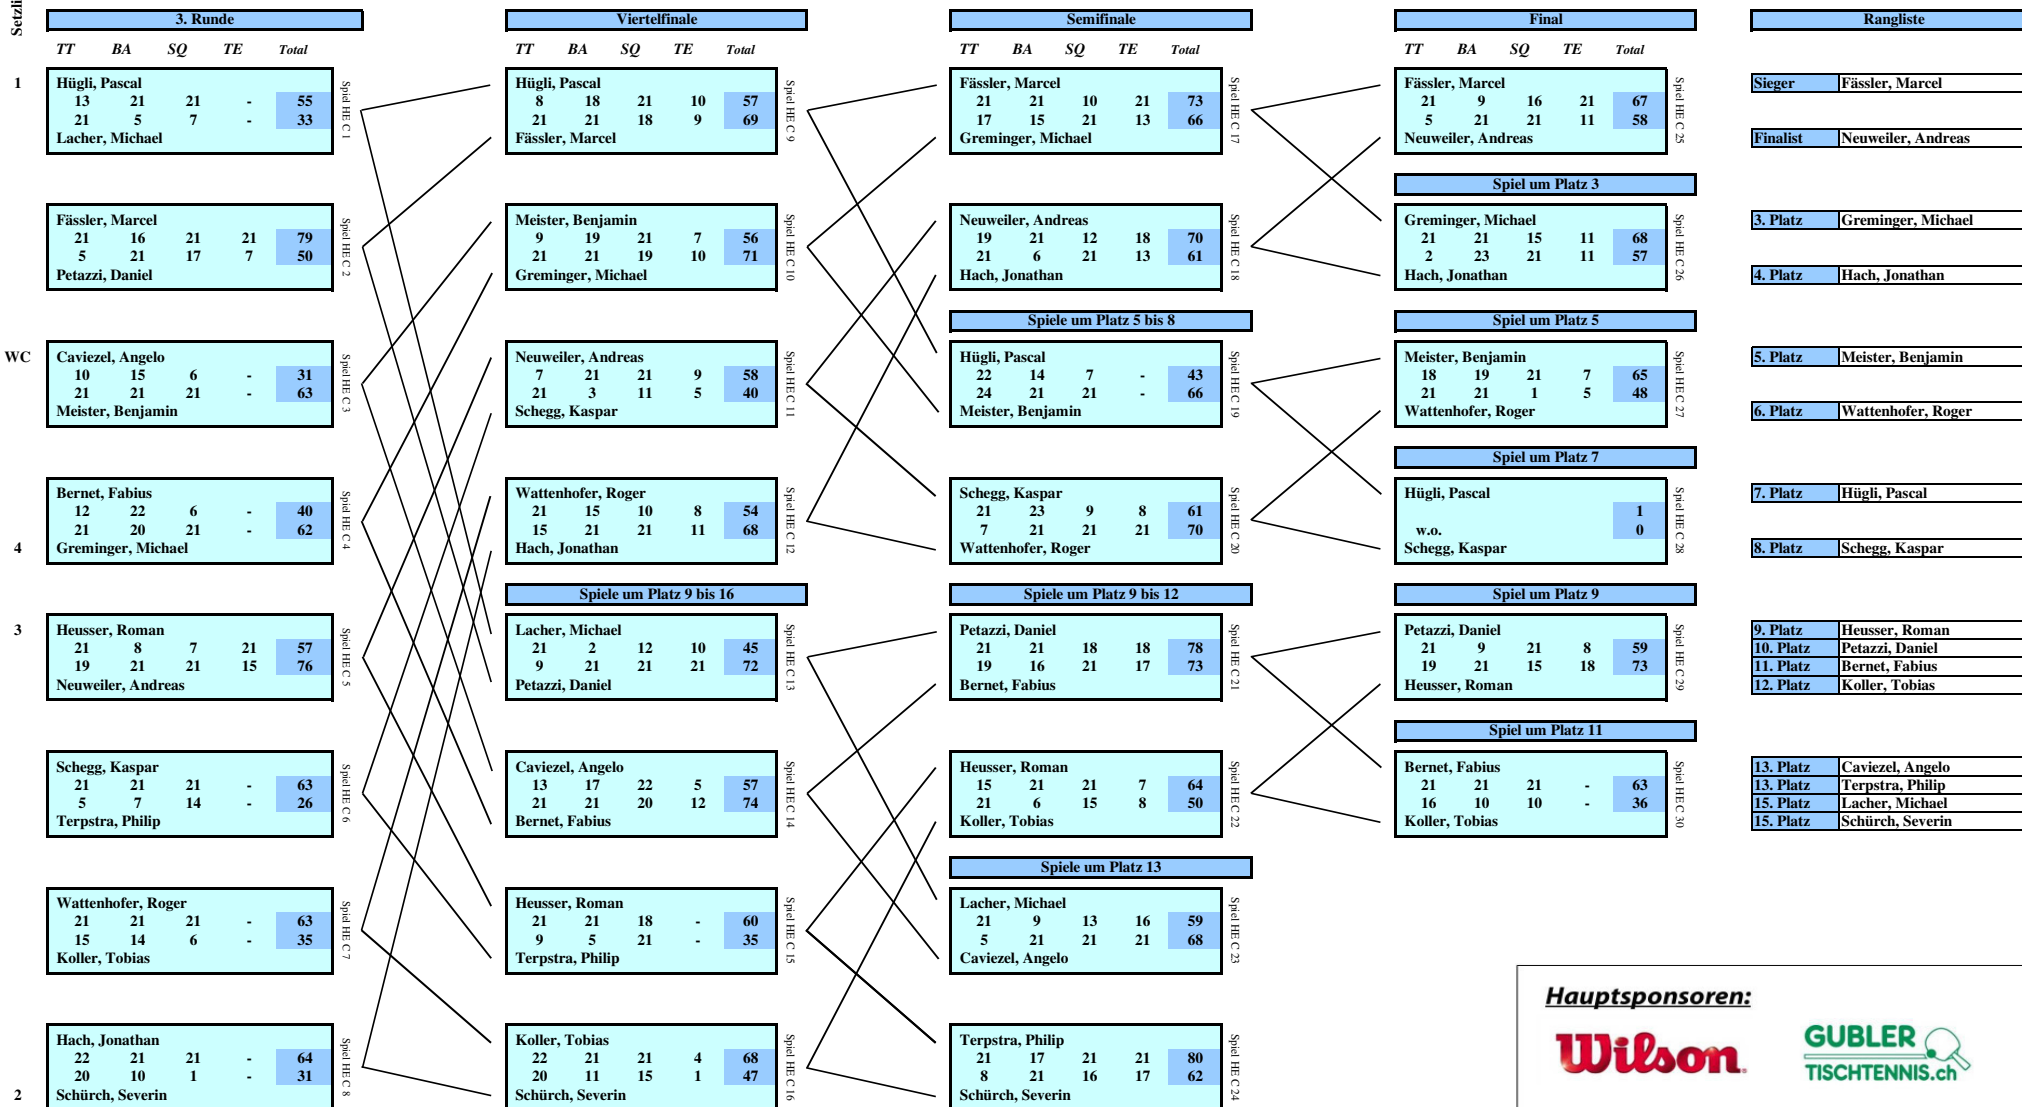 Setzli
3. Runde
TT BA SQ TE Total
1
Hügli, Pascal
13 21 21 - 55
21 5 7 - 33
Lacher, Michael
Spiel HE C 1
Fässler, Marcel
21 16 21 21 79
5 21 17 7 50
Petazzi, Daniel
Spiel HE C 2
WC
Caviezel, Angelo
10 15 6 - 31
21 21 21 - 63
Meister, Benjamin
Spiel HE C 3
Bernet, Fabius
12 22 6 - 40
21 20 21 - 62
4
Greminger, Michael
Spiel HE C 4
3
Heusser, Roman
21 8 7 21 57
19 21 21 15 76
Neuweiler, Andreas
Spiel HE C 5
Schegg, Kaspar
21 21 21 - 63
5 7 14 - 26
Terpstra, Philip
Spiel HE C 6
Wattenhofer, Roger
21 21 21 - 63
15 14 6 - 35
Koller, Tobias
Spiel HE C 7
Hach, Jonathan
22 21 21 - 64
20 10 1 - 31
2
Schürch, Severin
Spiel HE C 8
Viertelfinale
TT BA SQ TE Total
Hügli, Pascal
8 18 21 10 57
21 21 18 9 69
Fässler, Marcel
Spiel HE C 9
Meister, Benjamin
9 19 21 7 56
21 21 19 10 71
Greminger, Michael
Spiel HE C 10
Neuweiler, Andreas
7 21 21 9 58
21 3 11 5 40
Schegg, Kaspar
Spiel HE C 11
Wattenhofer, Roger
21 15 10 8 54
15 21 21 11 68
Hach, Jonathan
Spiel HE C 12
Spiele um Platz 9 bis 16
Lacher, Michael
21 2 12 10 45
9 21 21 21 72
Petazzi, Daniel
Spiel HE C 13
Caviezel, Angelo
13 17 22 5 57
21 21 20 12 74
Bernet, Fabius
Spiel HE C 14
Heusser, Roman
21 21 18 - 60
9 5 21 - 35
Terpstra, Philip
Spiel HE C 15
Koller, Tobias
22 21 21 4 68
20 11 15 1 47
Schürch, Severin
Spiel HE C 16
Semifinale
TT BA SQ TE Total
Fässler, Marcel
21 21 10 21 73
17 15 21 13 66
Greminger, Michael
Spiel HE C 17
Neuweiler, Andreas
19 21 12 18 70
21 6 21 13 61
Hach, Jonathan
Spiel HE C 18
Spiele um Platz 5 bis 8
Hügli, Pascal
22 14 7 - 43
24 21 21 - 66
Meister, Benjamin
Spiel HE C 19
Schegg, Kaspar
21 23 9 8 61
7 21 21 21 70
Wattenhofer, Roger
Spiel HE C 20
Spiele um Platz 9 bis 12
Petazzi, Daniel
21 21 18 18 78
19 16 21 17 73
Bernet, Fabius
Spiel HE C 21
Heusser, Roman
15 21 21 7 64
21 6 15 8 50
Koller, Tobias
Spiel HE C 22
Spiele um Platz 13
Lacher, Michael
21 9 13 16 59
5 21 21 21 68
Caviezel, Angelo
Spiel HE C 23
Terpstra, Philip
21 17 21 21 80
8 21 16 17 62
Schürch, Severin
Spiel HE C 24
Final
TT BA SQ TE Total
Fässler, Marcel
21 9 16 21 67
5 21 21 11 58
Neuweiler, Andreas
Spiel HE C 25
Spiel um Platz 3
Greminger, Michael
21 21 15 11 68
2 23 21 11 57
Hach, Jonathan
Spiel HE C 26
Spiel um Platz 5
Meister, Benjamin
18 19 21 7 65
21 21 1 5 48
Wattenhofer, Roger
Spiel HE C 27
Spiel um Platz 7
Hügli, Pascal
1
w.o. 0
Schegg, Kaspar
Spiel HE C 28
Spiel um Platz 9
Petazzi, Daniel
21 9 21 8 59
19 21 15 18 73
Heusser, Roman
Spiel HE C 29
Spiel um Platz 11
Bernet, Fabius
21 21 21 - 63
16 10 10 - 36
Koller, Tobias
Spiel HE C 30
Rangliste
Sieger Fässler, Marcel
Finalist Neuweiler, Andreas
3. Platz Greminger, Michael
4. Platz Hach, Jonathan
5. Platz Meister, Benjamin
6. Platz Wattenhofer, Roger
7. Platz Hügli, Pascal
8. Platz Schegg, Kaspar
9. Platz Heusser, Roman
10. Platz Petazzi, Daniel
11. Platz Bernet, Fabius
12. Platz Koller, Tobias
13. Platz Caviezel, Angelo
13. Platz Terpstra, Philip
15. Platz Lacher, Michael
15. Platz Schürch, Severin
Hauptsponsoren:
Wilson.
GUBLER
TISCHTENNIS.ch